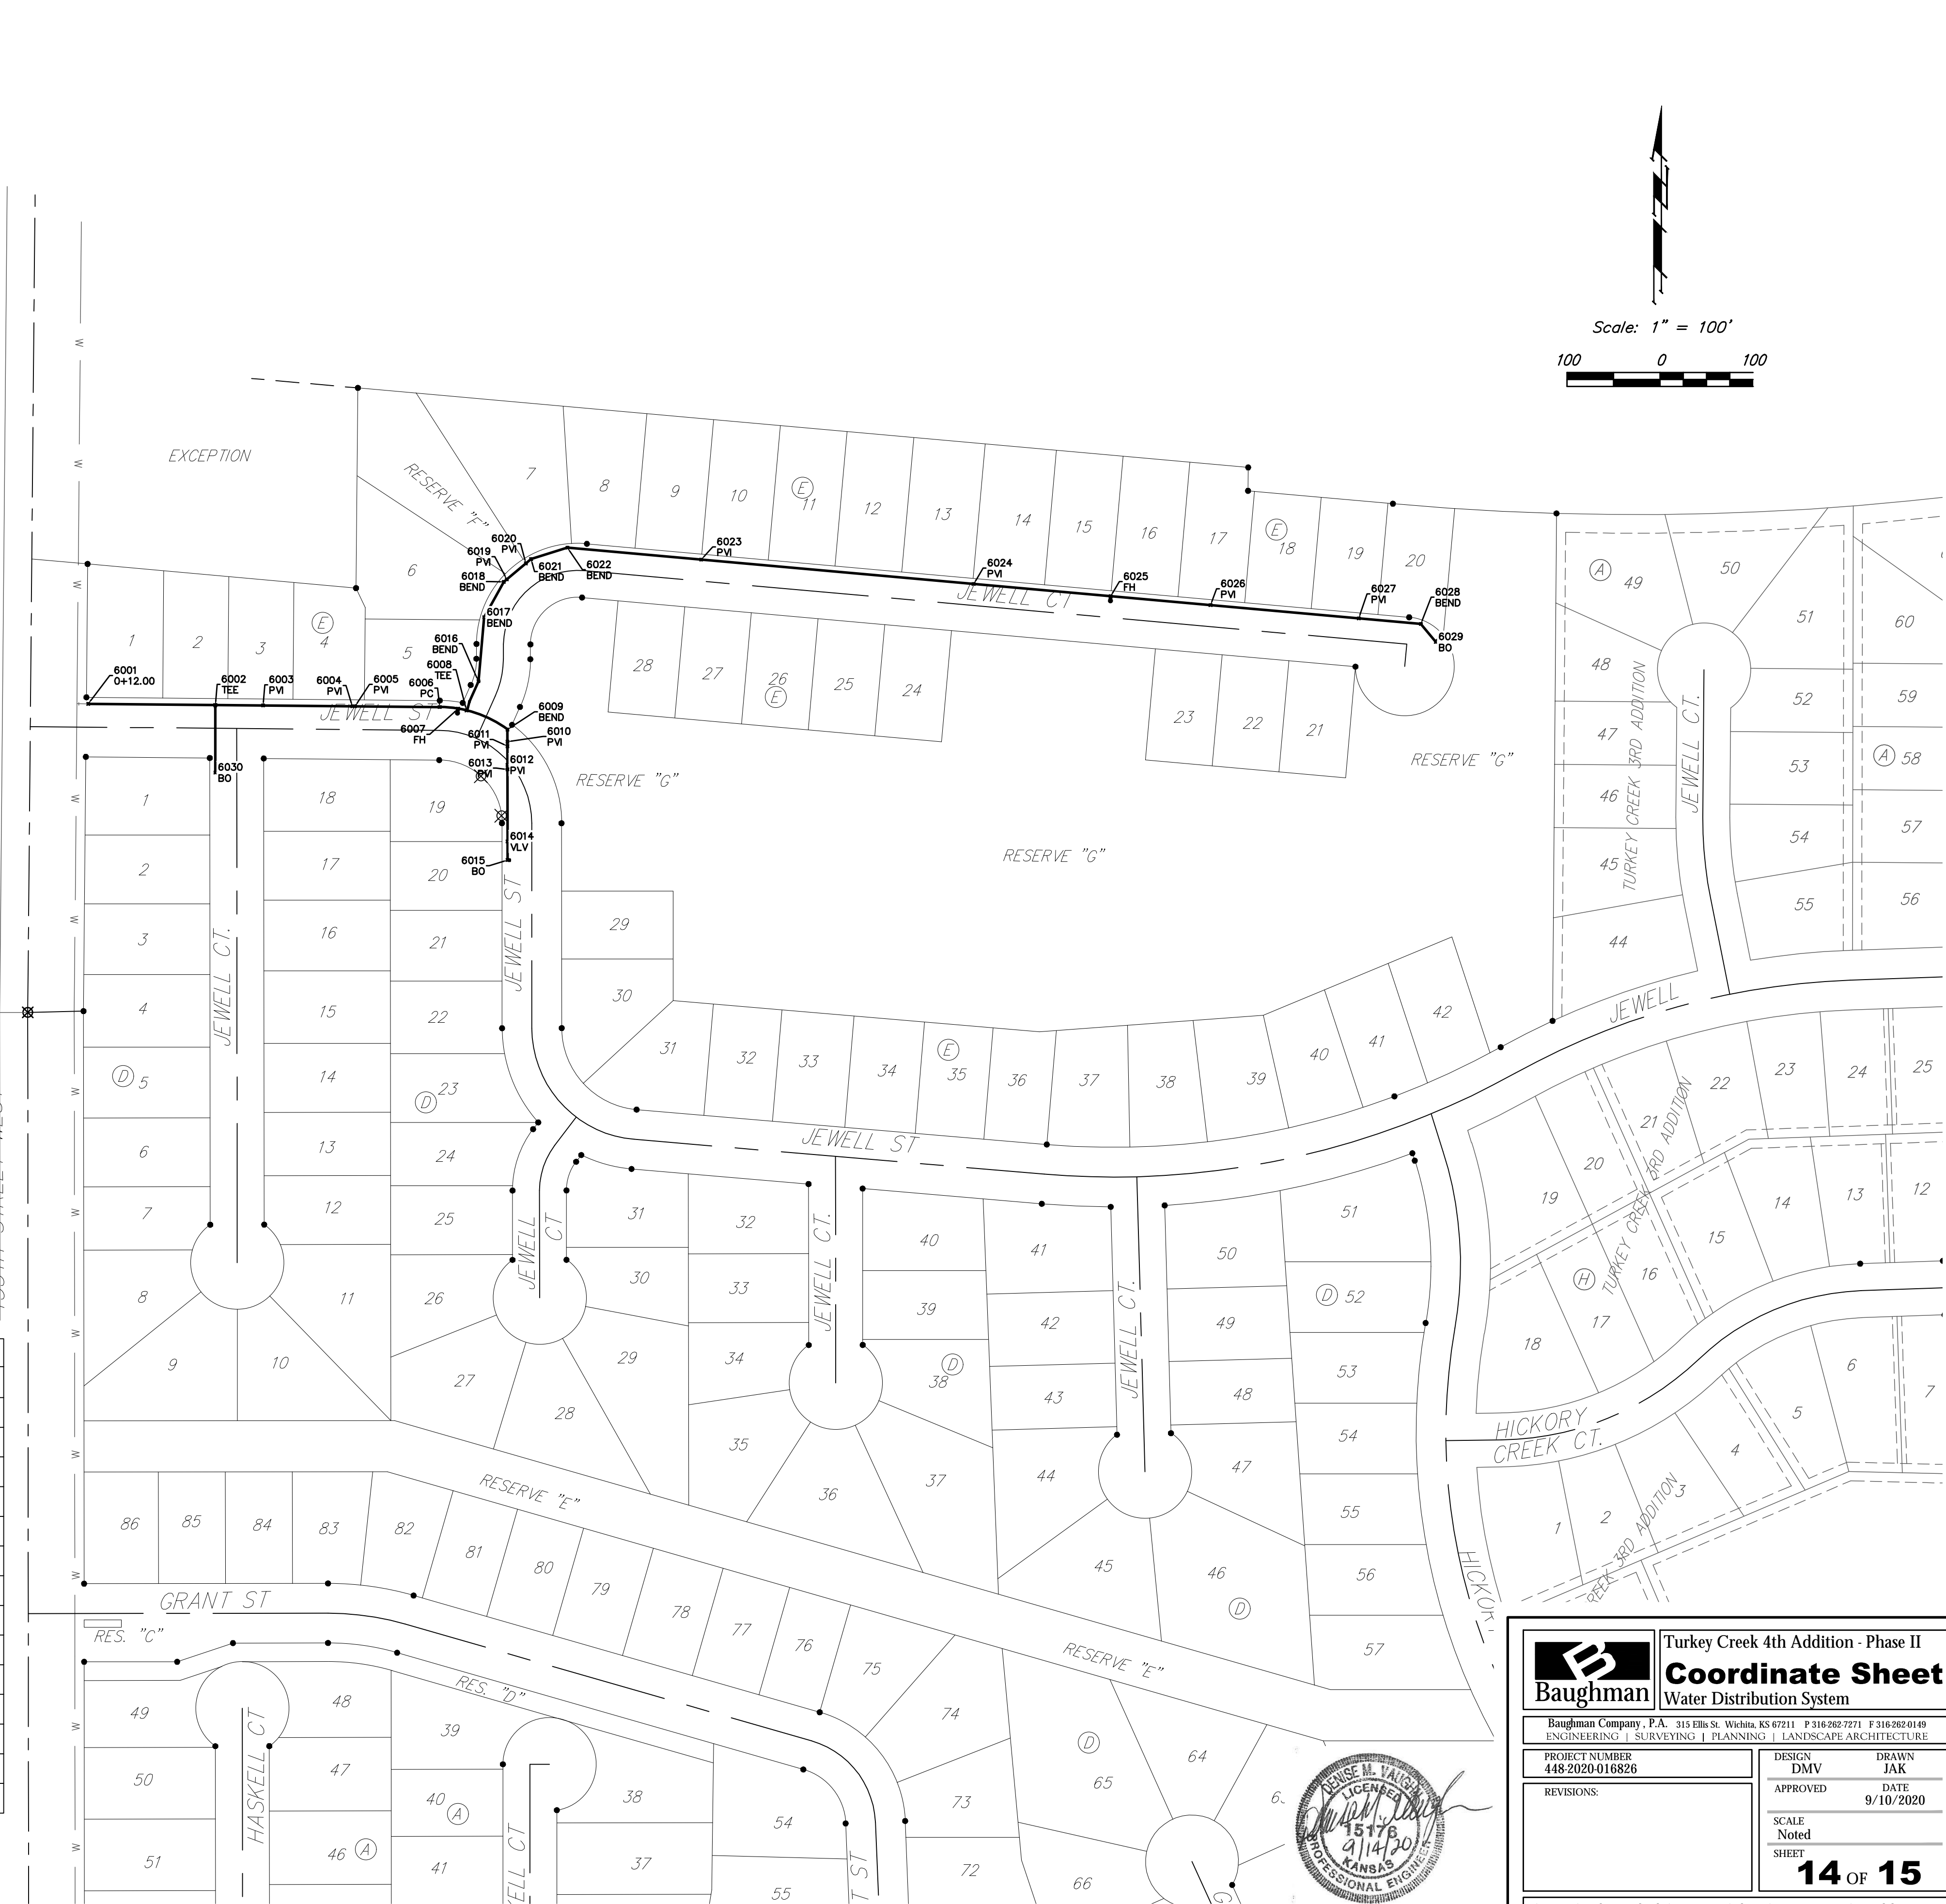 Scale: 1" = 100'
100 0 100
EXCEPTION
RESERVE "F"
7
8
9
10
E
11
12
13
14
15
16
17
E
18
19
20
6
6020
PVI
6019
PVI
6018
BEND
6021
BEND
6022
BEND
6023
PVI
6024
PVI
6025
FH
6026
PVI
6027
PVI
6028
BEND
6029
BO
JEWELL CT
6017
BEND
6016
BEND
6008
TEE
1
2
3
E
4
5
6001
0+12.00
6002
TEE
6003
PVI
6004
PVI
6005
PVI
6006
PC
JEWELL ST
6007
FH
6009
BEND
6010
PVI
6011
PVI
6012
PVI
6013
PVI
6014
VLV
6015
BO
6030
BO
28
27
26
E
25
24
23
22
21
RESERVE "G"
RESERVE "G"
RESERVE "G"
A
49
50
51
60
48
52
59
47
53
A
58
46
54
57
45
55
56
44
TURKEY CREEK 3RD ADDITION
JEWELL CT.
1
2
3
4
D
5
6
7
8
9
10
11
JEWELL CT.
18
17
16
15
14
13
12
19
20
21
22
D
23
24
25
26
27
28
29
30
31
JEWELL ST
JEWELL CT
29
30
31
32
33
34
E
35
36
37
38
39
40
41
42
JEWELL ST
JEWELL
32
33
34
35
36
37
D
38
39
40
JEWELL CT.
41
42
43
44
45
46
D
47
48
49
50
JEWELL CT.
51
D
52
53
54
55
56
57
21
22
23
24
25
20
19
TURKEY CREEK 3RD ADDITION
14
13
12
15
H
16
17
18
HICKORY
CREEK CT.
6
7
5
4
3
2
1
3RD ADDITION
RESERVE "E"
86
85
84
83
82
81
80
79
78
77
76
75
74
73
72
RESERVE "E"
GRANT ST
RES. "C"
RES. "D"
49
50
51
HASKELL CT
48
47
46
A
39
40
A
41
38
37
54
55
D
65
64
66
DENISE M. VAUGHN
LICENSED
15176
9/14/20
KANSAS
PROFESSIONAL ENGINEER
Baughman
Turkey Creek 4th Addition - Phase II
Coordinate Sheet
Water Distribution System
Baughman Company, P.A. 315 Ellis St. Wichita, KS 67211 P 316-262-7271 F 316-262-0149
ENGINEERING | SURVEYING | PLANNING | LANDSCAPE ARCHITECTURE
PROJECT NUMBER
448-2020-016826
REVISIONS:
DESIGN
DMV
DRAWN
JAK
APPROVED
DATE
9/10/2020
SCALE
Noted
SHEET
14 OF 15